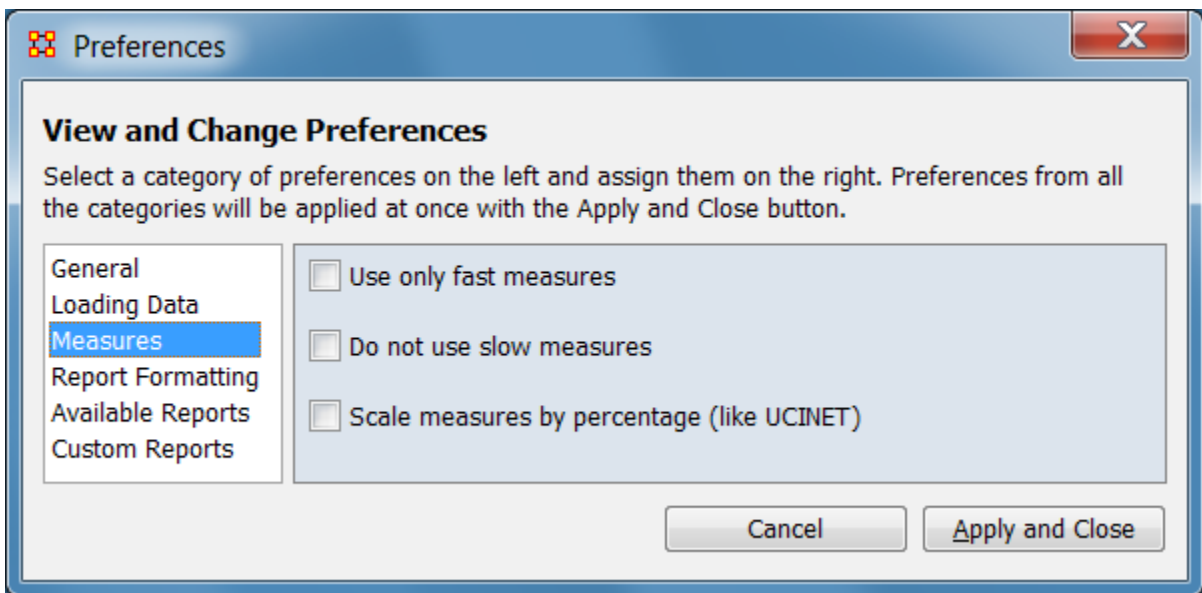 Preferences
View and Change Preferences
Select a category of preferences on the left and assign them on the right. Preferences from all
the categories will be applied at once with the Apply and Close button.
General
Loading Data
Measures
Report Formatting
Available Reports
Custom Reports
Use only fast measures
Do not use slow measures
Scale measures by percentage (like UCINET)
Cancel
Apply and Close